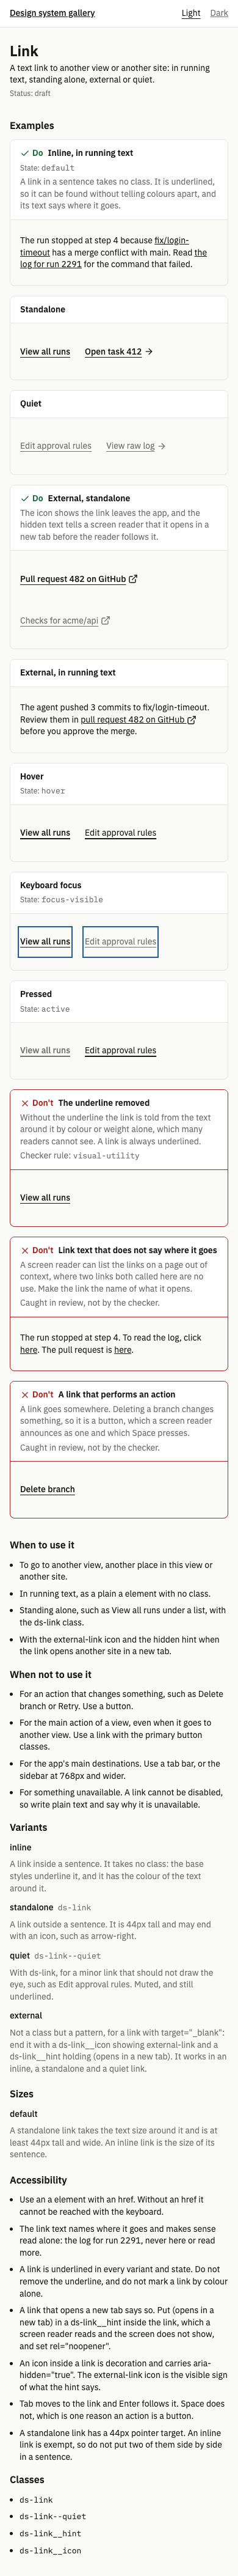 Design system gallery
Light
Dark
Link
A text link to another view or another site: in running
text, standing alone, external or quiet.
Status: draft
Examples
Do Inline, in running text
State: default
A link in a sentence takes no class. It is underlined,
so it can be found without telling colours apart, and
its text says where it goes.
The run stopped at step 4 because fix/login-
timeout has a merge conflict with main. Read the
log for run 2291 for the command that failed.
Standalone
View all runs
Open task 412
Quiet
Edit approval rules
View raw log
Do External, standalone
The icon shows the link leaves the app, and the
hidden text tells a screen reader that it opens in a
new tab before the reader follows it.
Pull request 482 on GitHub
Checks for acme/api
External, in running text
The agent pushed 3 commits to fix/login-timeout.
Review them in pull request 482 on GitHub
before you approve the merge.
Hover
State: hover
View all runs
Edit approval rules
Keyboard focus
State: focus-visible
View all runs
Edit approval rules
Pressed
State: active
View all runs
Edit approval rules
Don't The underline removed
Without the underline the link is told from the text
around it by colour or weight alone, which many
readers cannot see. A link is always underlined.
Checker rule: visual-utility
View all runs
Don't Link text that does not say where it goes
A screen reader can list the links on a page out of
context, where two links both called here are no
use. Make the link the name of what it opens.
Caught in review, not by the checker.
The run stopped at step 4. To read the log, click
here. The pull request is here.
Don't A link that performs an action
A link goes somewhere. Deleting a branch changes
something, so it is a button, which a screen reader
announces as one and which Space presses.
Caught in review, not by the checker.
Delete branch
When to use it
To go to another view, another place in this view or
another site.
In running text, as a plain a element with no class.
Standing alone, such as View all runs under a list, with
the ds-link class.
With the external-link icon and the hidden hint when
the link opens another site in a new tab.
When not to use it
For an action that changes something, such as Delete
branch or Retry. Use a button.
For the main action of a view, even when it goes to
another view. Use a link with the primary button
classes.
For the app's main destinations. Use a tab bar, or the
sidebar at 768px and wider.
For something unavailable. A link cannot be disabled,
so write plain text and say why it is unavailable.
Variants
inline
A link inside a sentence. It takes no class: the base
styles underline it, and it has the colour of the text
around it.
standalone ds-link
A link outside a sentence. It is 44px tall and may end
with an icon, such as arrow-right.
quiet ds-link--quiet
With ds-link, for a minor link that should not draw the
eye, such as Edit approval rules. Muted, and still
underlined.
external
Not a class but a pattern, for a link with target="_blank":
end it with a ds-link__icon showing external-link and a
ds-link__hint holding (opens in a new tab). It works in an
inline, a standalone and a quiet link.
Sizes
default
A standalone link takes the text size around it and is at
least 44px tall and wide. An inline link is the size of its
sentence.
Accessibility
Use an a element with an href. Without an href it
cannot be reached with the keyboard.
The link text names where it goes and makes sense
read alone: the log for run 2291, never here or read
more.
A link is underlined in every variant and state. Do not
remove the underline, and do not mark a link by colour
alone.
A link that opens a new tab says so. Put (opens in a
new tab) in a ds-link__hint inside the link, which a
screen reader reads and the screen does not show,
and set rel="noopener".
An icon inside a link is decoration and carries aria-
hidden="true". The external-link icon is the visible sign
of what the hint says.
Tab moves to the link and Enter follows it. Space does
not, which is one reason an action is a button.
A standalone link has a 44px pointer target. An inline
link is exempt, so do not put two of them side by side
in a sentence.
Classes
ds-link
ds-link--quiet
ds-link__hint
ds-link__icon